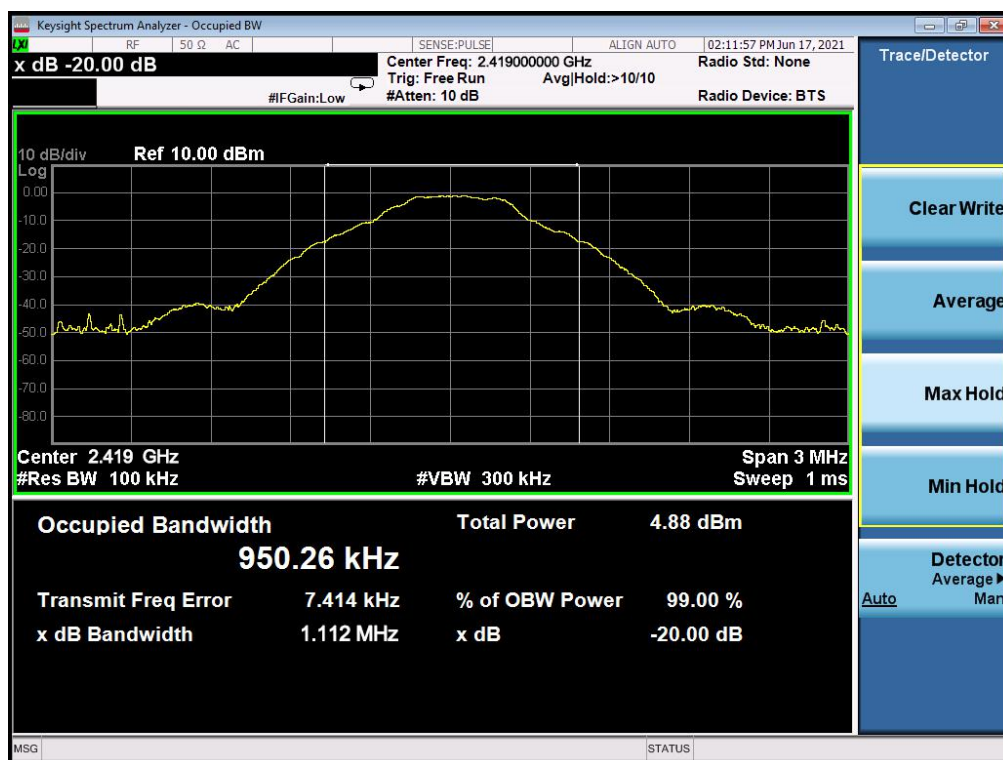 Keysight Spectrum Analyzer - Occupied BW
LXI RF 50 Ω AC SENSE:PULSE ALIGN AUTO 02:11:57 PM Jun 17, 2021
x dB -20.00 dB
Center Freq: 2.419000000 GHz Radio Std: None
Trig: Free Run Avg|Hold:>10/10
#IFGain:Low #Atten: 10 dB Radio Device: BTS
10 dB/div Ref 10.00 dBm
Log
0.00
-10.0
-20.0
-30.0
-40.0
-50.0
-60.0
-70.0
-80.0
Center 2.419 GHz Span 3 MHz
#Res BW 100 kHz #VBW 300 kHz Sweep 1 ms
Occupied Bandwidth Total Power 4.88 dBm
950.26 kHz
Transmit Freq Error 7.414 kHz % of OBW Power 99.00 %
x dB Bandwidth 1.112 MHz x dB -20.00 dB
MSG STATUS
Trace/Detector
Clear Write
Average
Max Hold
Min Hold
Detector
Average▶
Auto Man